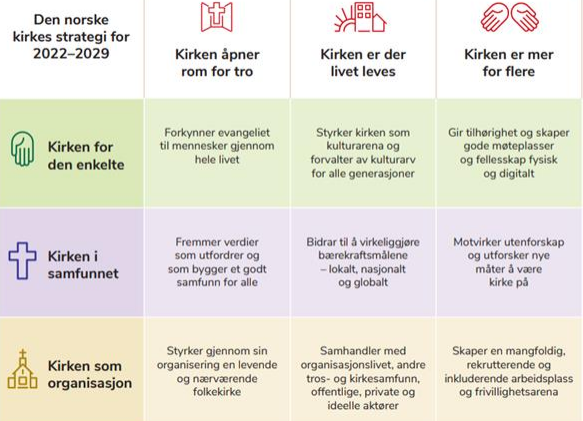 Den norske
kirkes strategi for
2022–2029
Kirken åpner
rom for tro
Kirken er der
livet leves
Kirken er mer
for flere
Kirken for
den enkelte
Forkynner evangeliet
til mennesker gjennom
hele livet
Styrker kirken som
kulturarena og
forvalter av kulturarv
for alle generasjoner
Gir tilhørighet og skaper
gode møteplasser
og fellesskap fysisk
og digitalt
Kirken i
samfunnet
Fremmer verdier
som utfordrer og
som bygger et godt
samfunn for alle
Bidrar til å virkeliggjøre
bærekraftsmålene
– lokalt, nasjonalt
og globalt
Motvirker utenforskap
og utforsker nye
måter å være
kirke på
Kirken som
organisasjon
Styrker gjennom sin
organisering en levende
og nærværende
folkekirke
Samhandler med
organisasjonslivet, andre
tros- og kirkesamfunn,
offentlige, private og
ideelle aktører
Skaper en mangfoldig,
rekrutterende og
inkluderende arbeidsplass
og frivillighetsarena